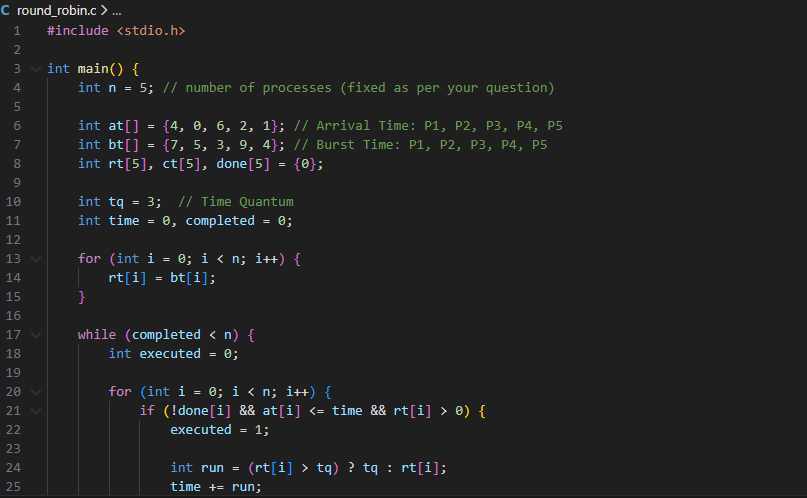 C round_robin.c > ...
1 #include <stdio.h>
2
3 int main() {
4 int n = 5; // number of processes (fixed as per your question)
5
6 int at[] = {4, 0, 6, 2, 1}; // Arrival Time: P1, P2, P3, P4, P5
7 int bt[] = {7, 5, 3, 9, 4}; // Burst Time: P1, P2, P3, P4, P5
8 int rt[5], ct[5], done[5] = {0};
9
10 int tq = 3;  // Time Quantum
11 int time = 0, completed = 0;
12
13 for (int i = 0; i < n; i++) {
14 rt[i] = bt[i];
15 }
16
17 while (completed < n) {
18 int executed = 0;
19
20 for (int i = 0; i < n; i++) {
21 if (!done[i] && at[i] <= time && rt[i] > 0) {
22 executed = 1;
23
24 int run = (rt[i] > tq) ? tq : rt[i];
25 time += run;